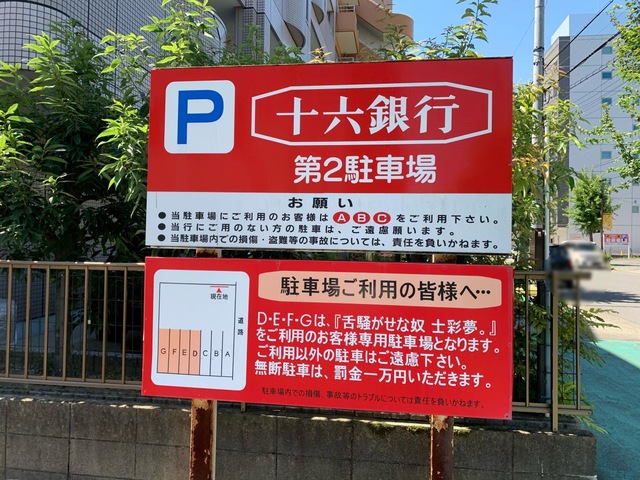 P
十六銀行
第2駐車場
お願い
● 当駐車場にご利用のお客様は A B C をご利用下さい。
● 当行にご用のない方の駐車は、ご遠慮願います。
● 当駐車場内での損傷・盗難等の事故については、責任を負いかねます。
駐車場ご利用の皆様へ…
現在地
道路
G F E D C B A
D・E・F・Gは、『舌騒がせな奴 士彩夢。』
をご利用のお客様専用駐車場となります。
ご利用以外の駐車はご遠慮下さい。
無断駐車は、罰金一万円いただきます。
駐車場内での損傷、事故等のトラブルについては責任を負いかねます。